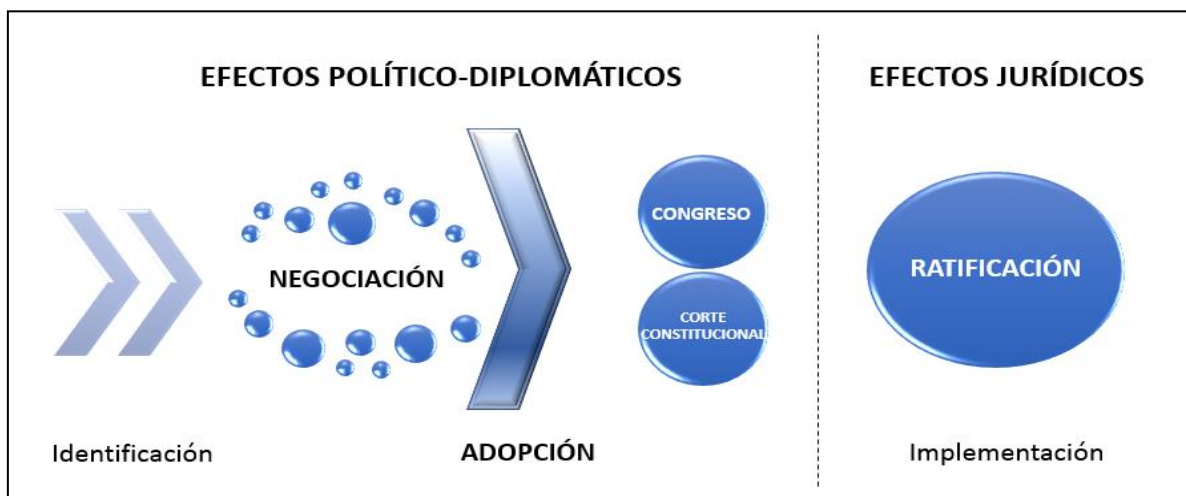 EFECTOS POLÍTICO-DIPLOMÁTICOS
EFECTOS JURÍDICOS
NEGOCIACIÓN
CONGRESO
CORTE
CONSTITUCIONAL
RATIFICACIÓN
Identificación
ADOPCIÓN
Implementación